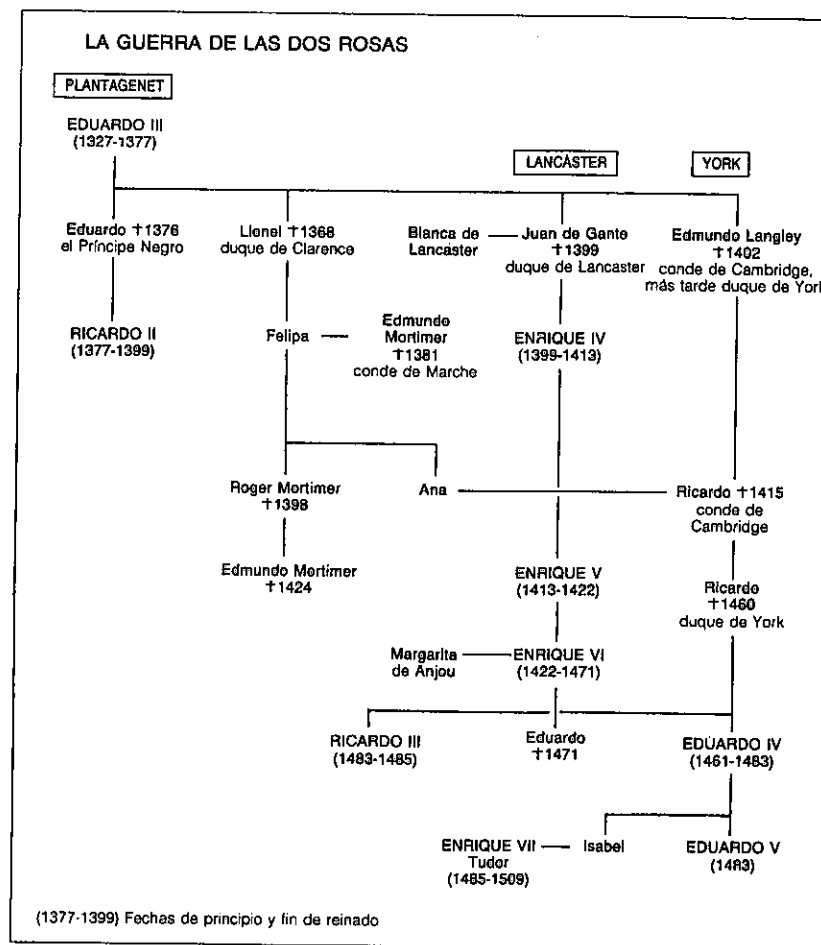 LA GUERRA DE LAS DOS ROSAS
PLANTAGENET
EDUARDO III
(1327-1377)
LANCÁSTER
YORK
Eduardo †1376
el Príncipe Negro
Lionel †1368
duque de Clarence
Blanca de
Lancáster
Juan de Gante
†1399
duque de Lancaster
Edmundo Langley
†1402
conde de Cambridge,
más tarde duque de York
RICARDO II
(1377-1399)
Felipa
Edmundo
Mortimer
†1381
conde de Marche
ENRIQUE IV
(1399-1413)
Roger Mortimer
†1398
Ana
Ricardo †1415
conde de
Cambridge
Edmundo Mortimer
†1424
ENRIQUE V
(1413-1422)
Ricardo
†1460
duque de York
Margarita
de Anjou
ENRIQUE VI
(1422-1471)
RICARDO III
(1483-1485)
Eduardo
†1471
EDUARDO IV
(1461-1483)
ENRIQUE VII
Tudor
(1485-1509)
Isabel
EDUARDO V
(1483)
(1377-1399) Fechas de principio y fin de reinado